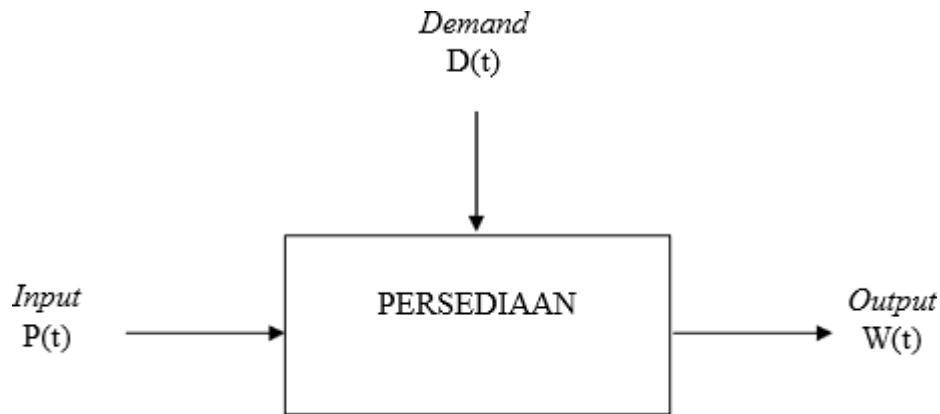 Demand
D(t)
Input
P(t)
PERSEDIAAN
Output
W(t)